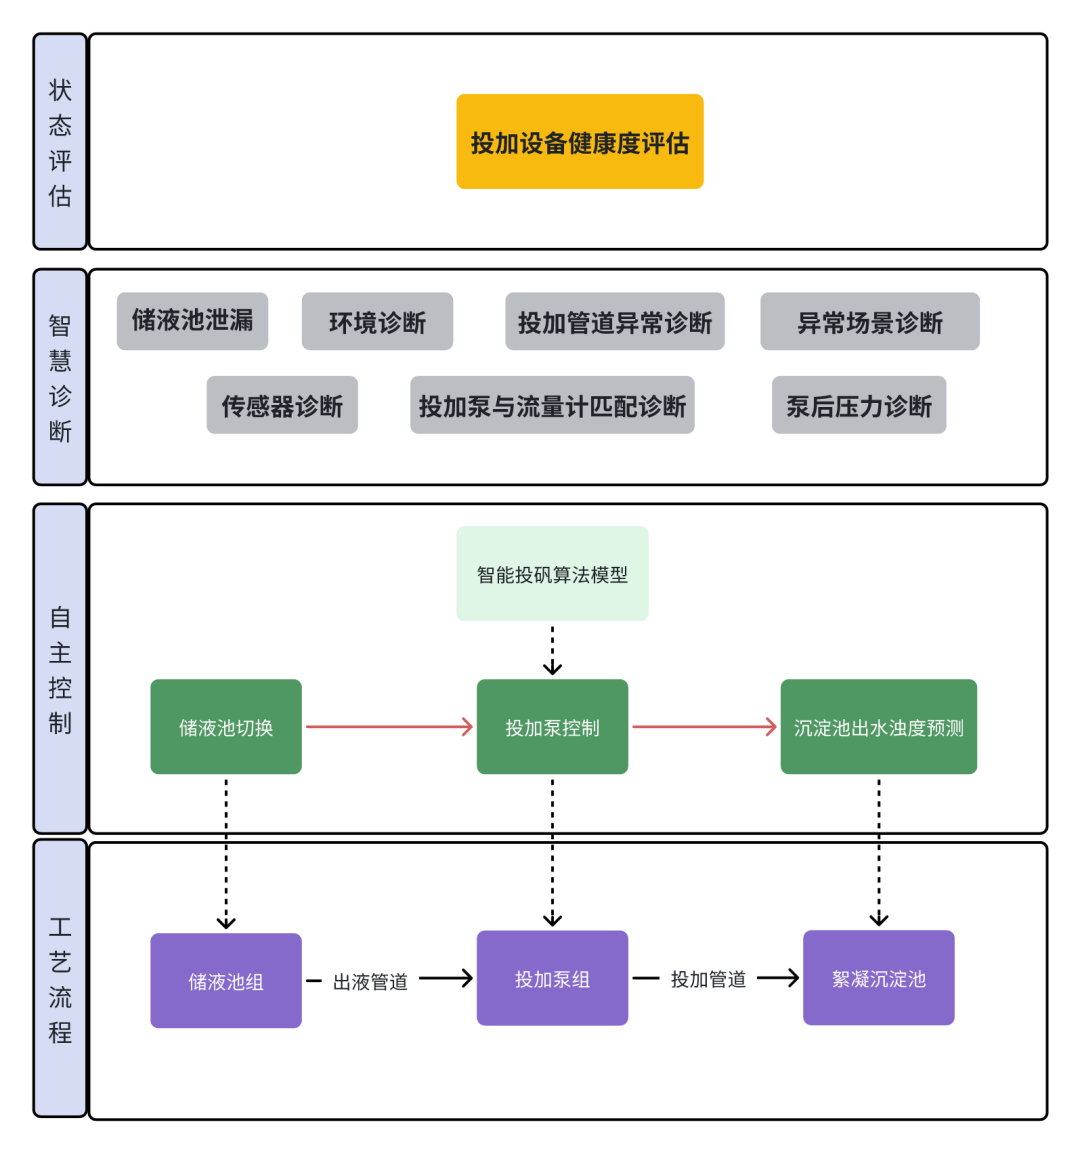 状态评估
投加设备健康度评估
智慧诊断
储液池泄漏
环境诊断
投加管道异常诊断
异常场景诊断
传感器诊断
投加泵与流量计匹配诊断
泵后压力诊断
自主控制
智能投矾算法模型
储液池切换
投加泵控制
沉淀池出水浊度预测
工艺流程
储液池组
出液管道
投加泵组
投加管道
絮凝沉淀池